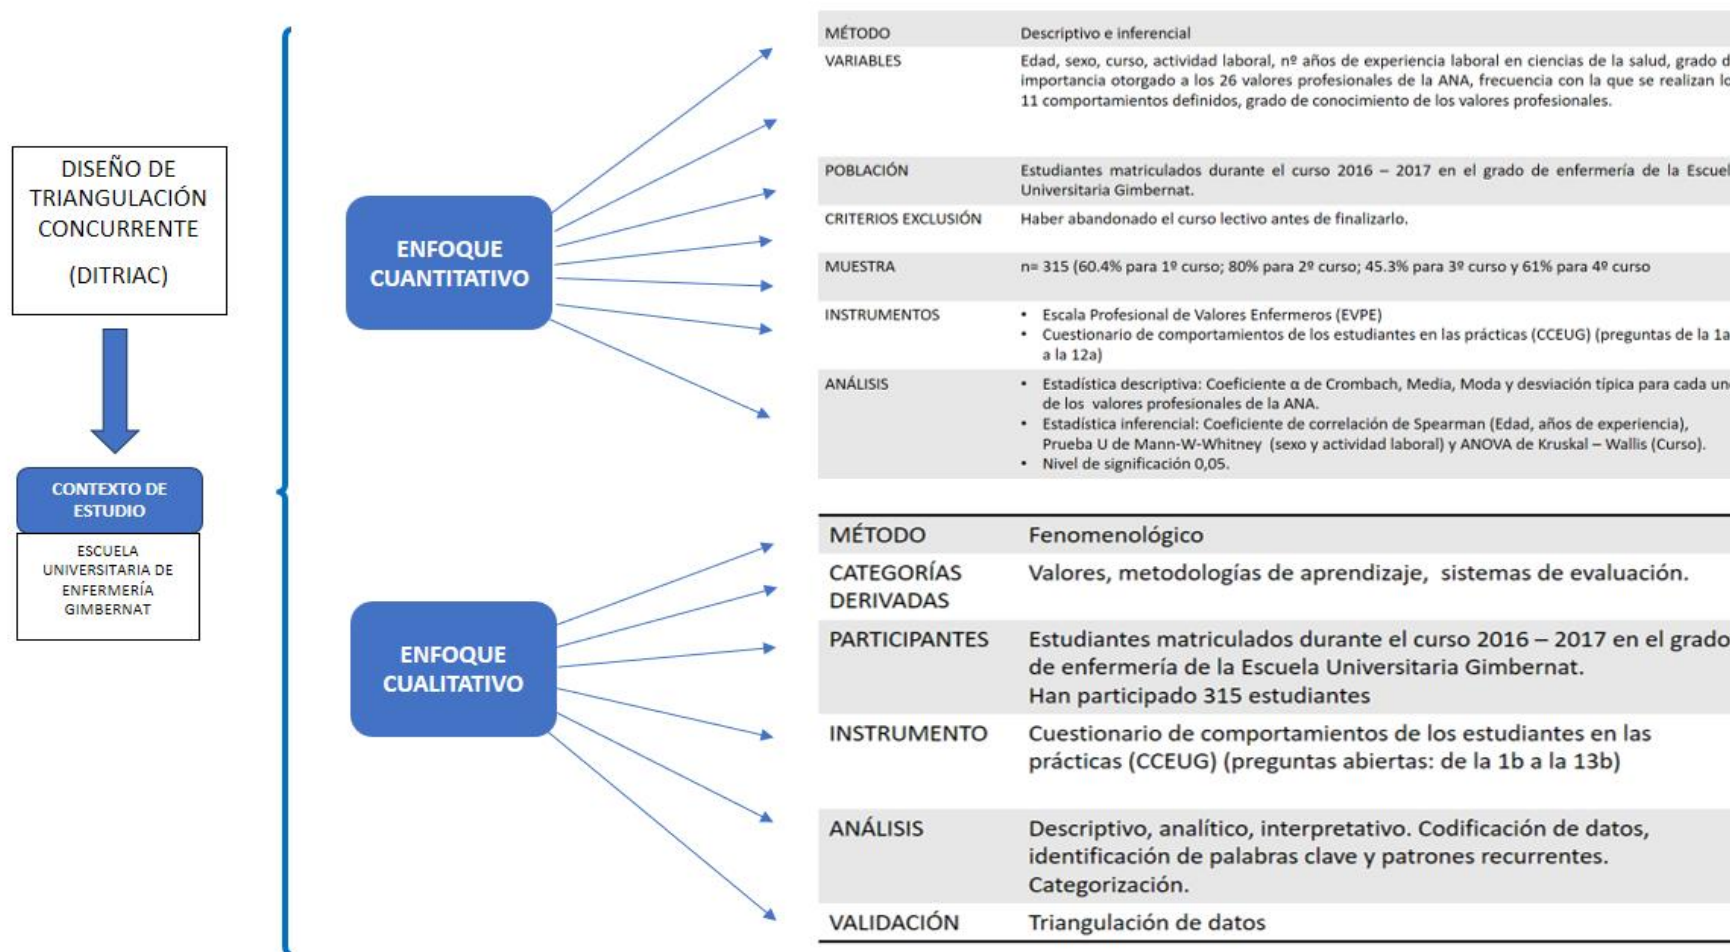 DISEÑO DE
TRIANGULACIÓN
CONCURRENTE
(DITRIAC)
CONTEXTO DE
ESTUDIO
ESCUELA
UNIVERSITARIA DE
ENFERMERÍA
GIMBERNAT
ENFOQUE
CUANTITATIVO
MÉTODO Descriptivo e inferencial
VARIABLES Edad, sexo, curso, actividad laboral, nº años de experiencia laboral en ciencias de la salud, grado d
importancia otorgado a los 26 valores profesionales de la ANA, frecuencia con la que se realizan lo
11 comportamientos definidos, grado de conocimiento de los valores profesionales.
POBLACIÓN Estudiantes matriculados durante el curso 2016 – 2017 en el grado de enfermería de la Escuel
Universitaria Gimbernat.
CRITERIOS EXCLUSIÓN Haber abandonado el curso lectivo antes de finalizarlo.
MUESTRA n= 315 (60.4% para 1º curso; 80% para 2º curso; 45.3% para 3º curso y 61% para 4º curso
INSTRUMENTOS • Escala Profesional de Valores Enfermeros (EVPE)
• Cuestionario de comportamientos de los estudiantes en las prácticas (CCEUG) (preguntas de la 1a
a la 12a)
ANÁLISIS • Estadística descriptiva: Coeficiente α de Crombach, Media, Moda y desviación típica para cada un
de los valores profesionales de la ANA.
• Estadística inferencial: Coeficiente de correlación de Spearman (Edad, años de experiencia),
Prueba U de Mann-W-Whitney (sexo y actividad laboral) y ANOVA de Kruskal – Wallis (Curso).
• Nivel de significación 0,05.
ENFOQUE
CUALITATIVO
MÉTODO Fenomenológico
CATEGORÍAS Valores, metodologías de aprendizaje, sistemas de evaluación.
DERIVADAS
PARTICIPANTES Estudiantes matriculados durante el curso 2016 – 2017 en el grado
de enfermería de la Escuela Universitaria Gimbernat.
Han participado 315 estudiantes
INSTRUMENTO Cuestionario de comportamientos de los estudiantes en las
prácticas (CCEUG) (preguntas abiertas: de la 1b a la 13b)
ANÁLISIS Descriptivo, analítico, interpretativo. Codificación de datos,
identificación de palabras clave y patrones recurrentes.
Categorización.
VALIDACIÓN Triangulación de datos